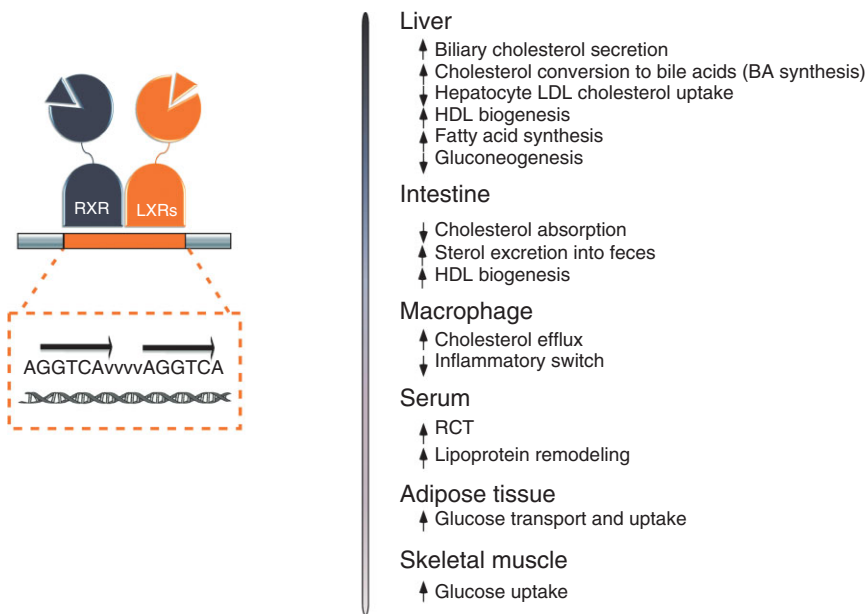 RXR
LXRs
AGGTCAvvvvAGGTCA
Liver
Biliary cholesterol secretion
Cholesterol conversion to bile acids (BA synthesis)
Hepatocyte LDL cholesterol uptake
HDL biogenesis
Fatty acid synthesis
Gluconeogenesis
Intestine
Cholesterol absorption
Sterol excretion into feces
HDL biogenesis
Macrophage
Cholesterol efflux
Inflammatory switch
Serum
RCT
Lipoprotein remodeling
Adipose tissue
Glucose transport and uptake
Skeletal muscle
Glucose uptake